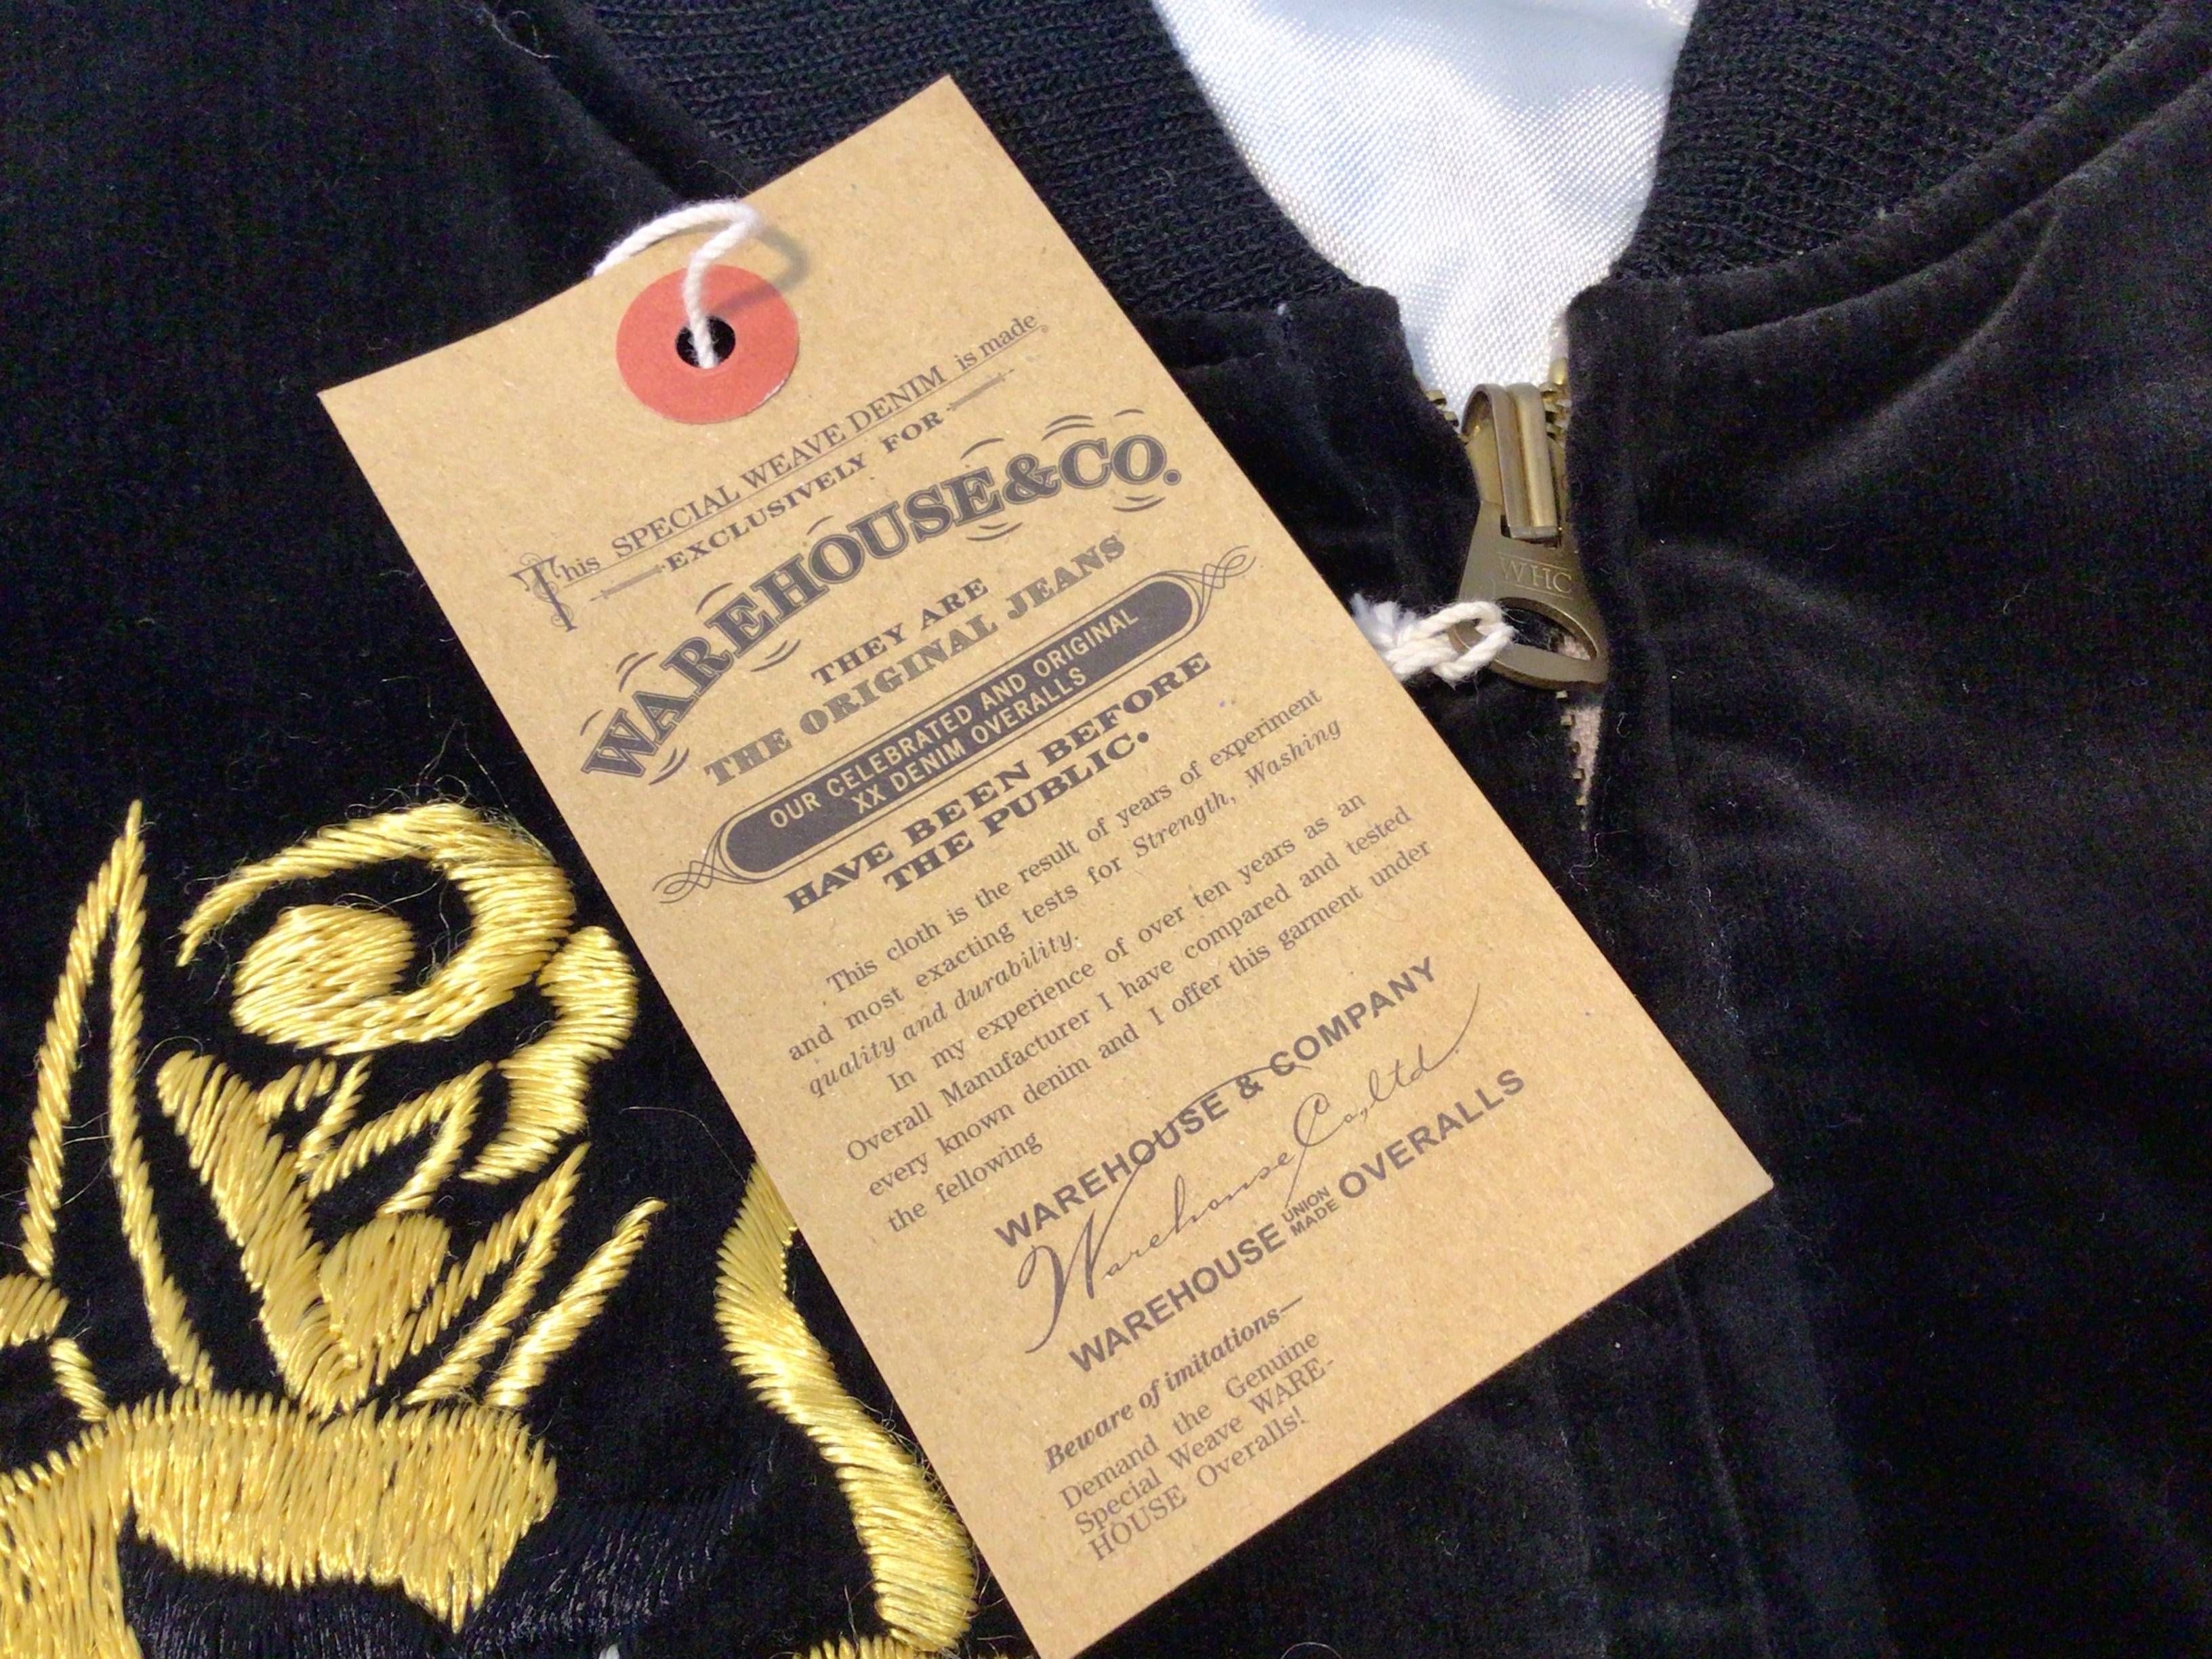 This SPECIAL WEAVE DENIM is made
EXCLUSIVELY FOR
WAREHOUSE&CO.
THEY ARE
THE ORIGINAL JEANS
OUR CELEBRATED AND ORIGINAL
XX DENIM OVERALLS
HAVE BEEN BEFORE
THE PUBLIC.
This cloth is the result of years of experiment
and most exacting tests for Strength, Washing
quality and durability.
In my experience of over ten years as an
Overall Manufacturer I have compared and tested
every known denim and I offer this garment under
the fellowing
WAREHOUSE & COMPANY
Warehouse Co,ltd.
WAREHOUSE UNION MADE OVERALLS
Beware of imitations—
Demand the Genuine
Special Weave WARE-
HOUSE Overalls!
WHC